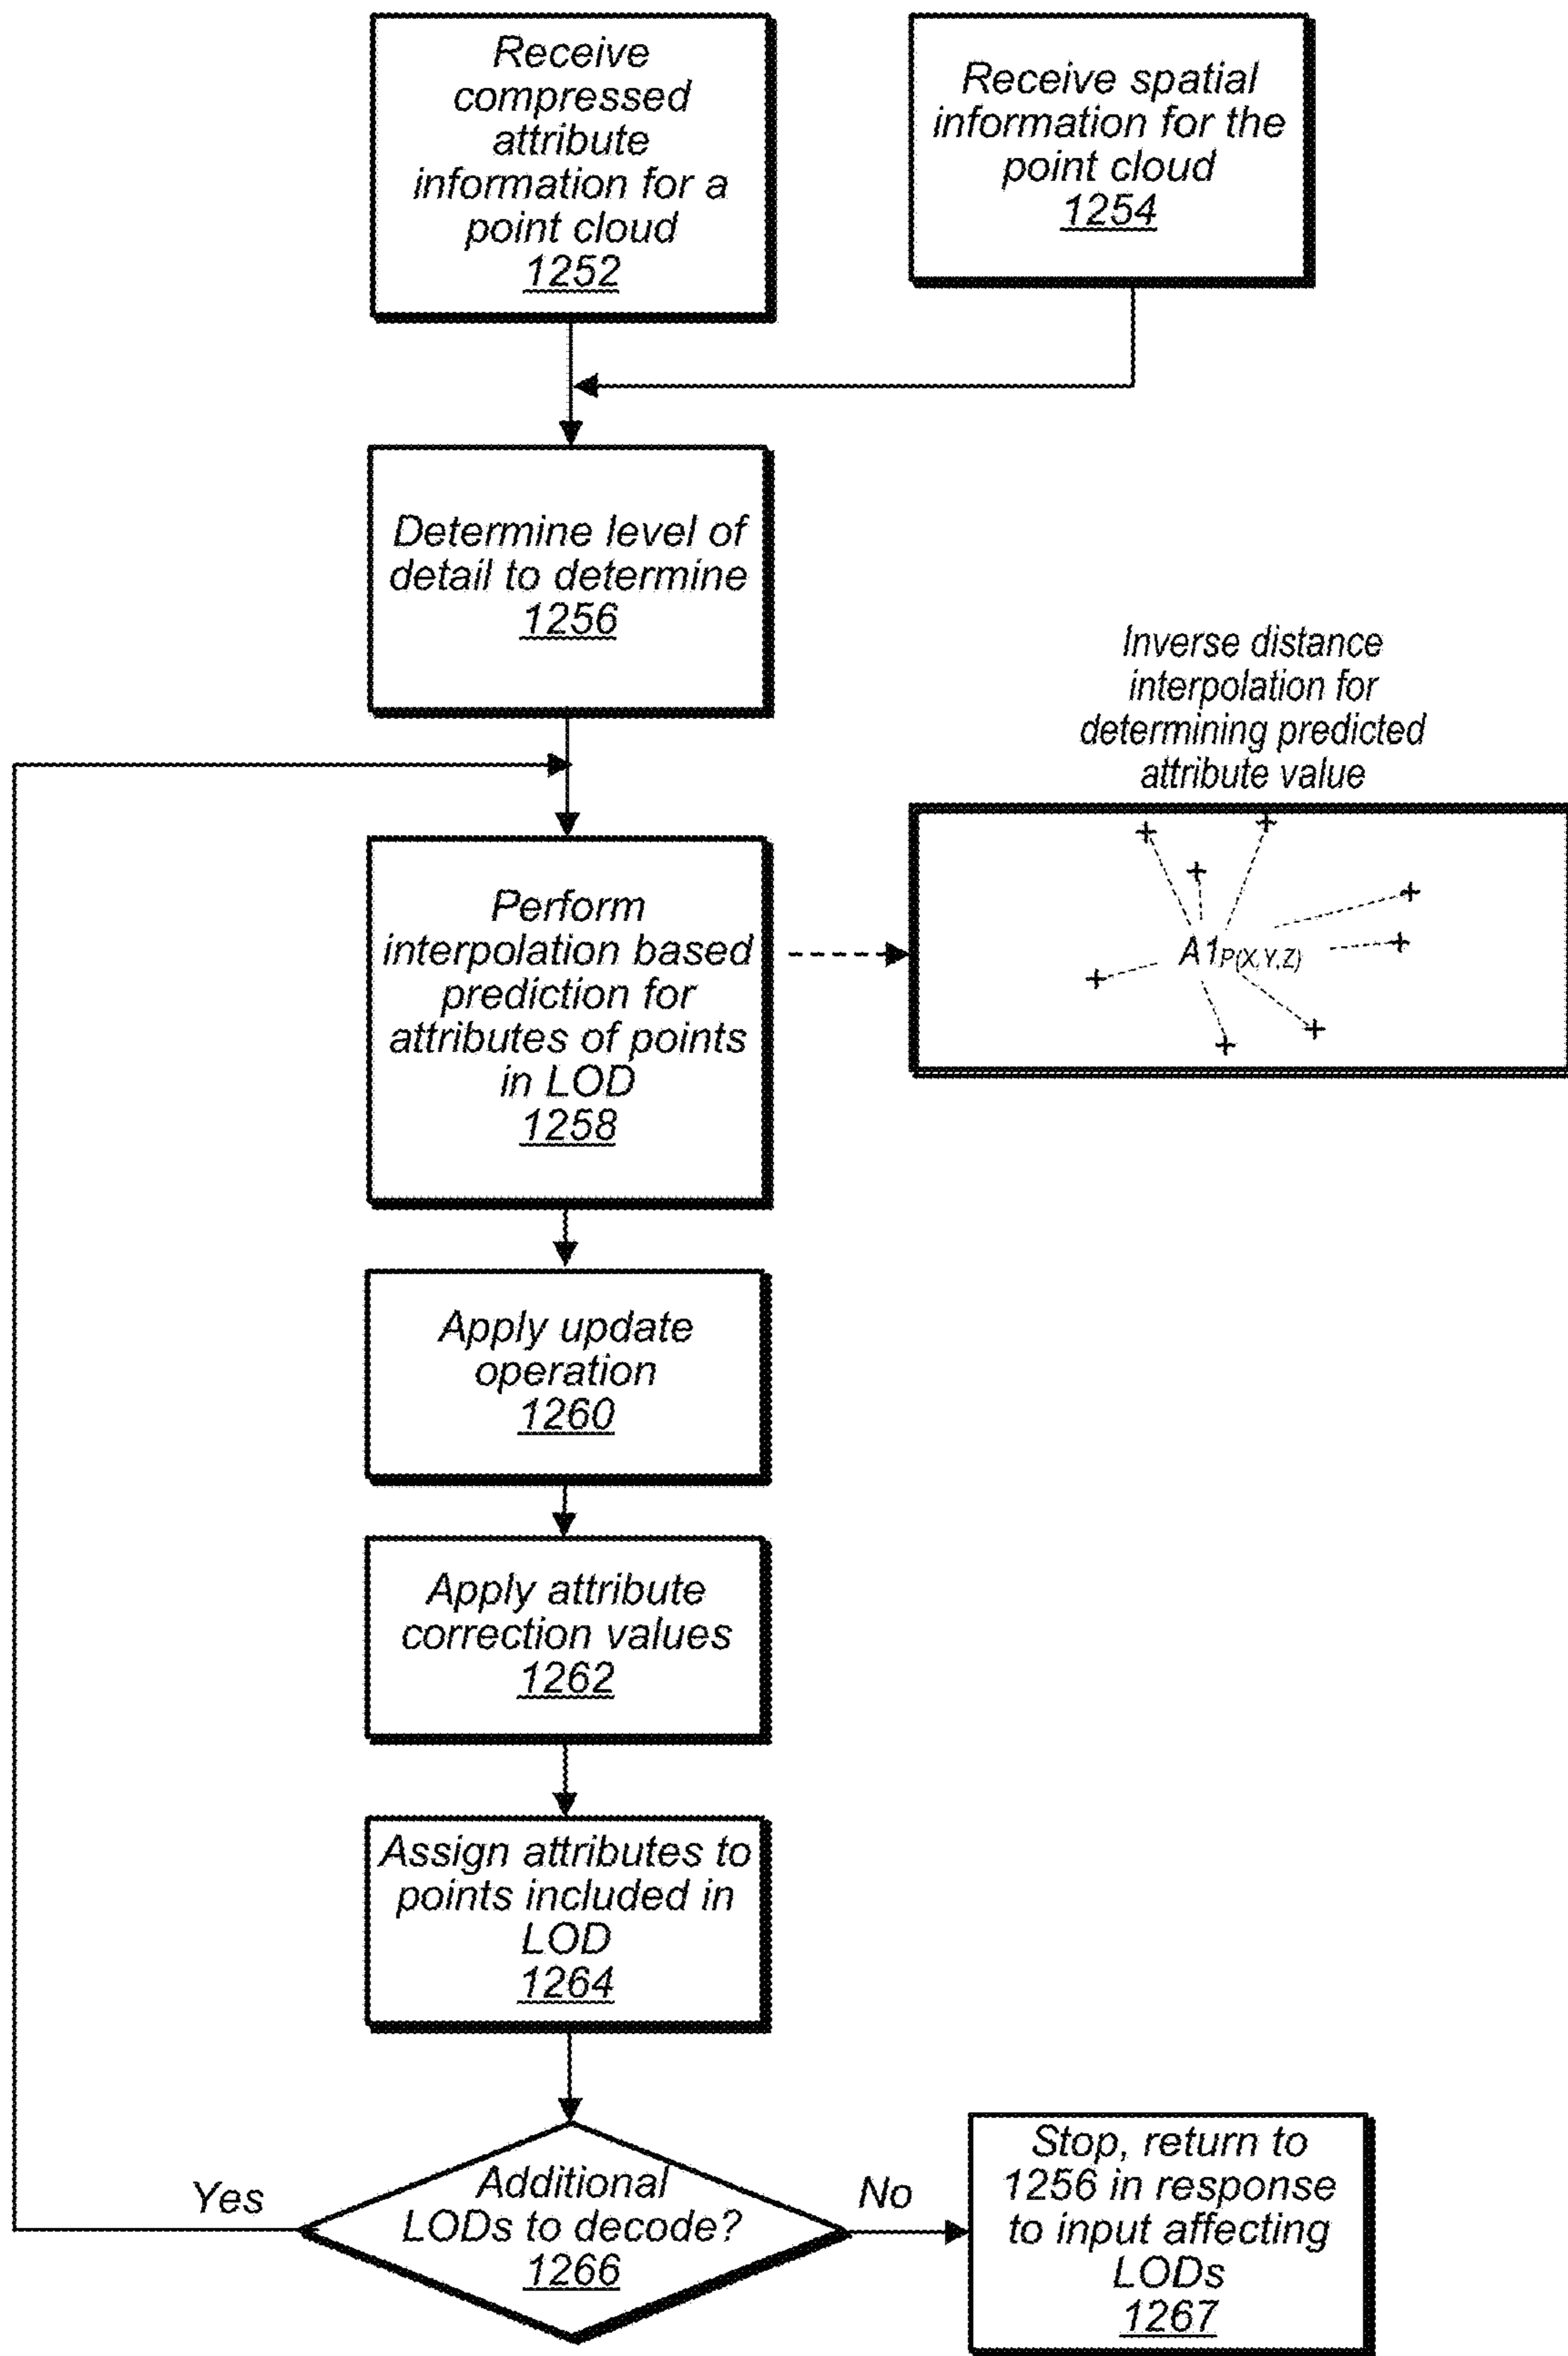 Receive
compressed
attribute
information for a
point cloud
1252
Receive spatial
information for the
point cloud
1254
Determine level of
detail to determine
1256
Inverse distance
interpolation for
determining predicted
attribute value
Perform
interpolation based
prediction for
attributes of points
in LOD
1258
A1P(X,Y,Z)
Apply update
operation
1260
Apply attribute
correction values
1262
Assign attributes to
points included in
LOD
1264
Additional
LODs to decode?
1266
Yes
No
Stop, return to
1256 in response
to input affecting
LODs
1267